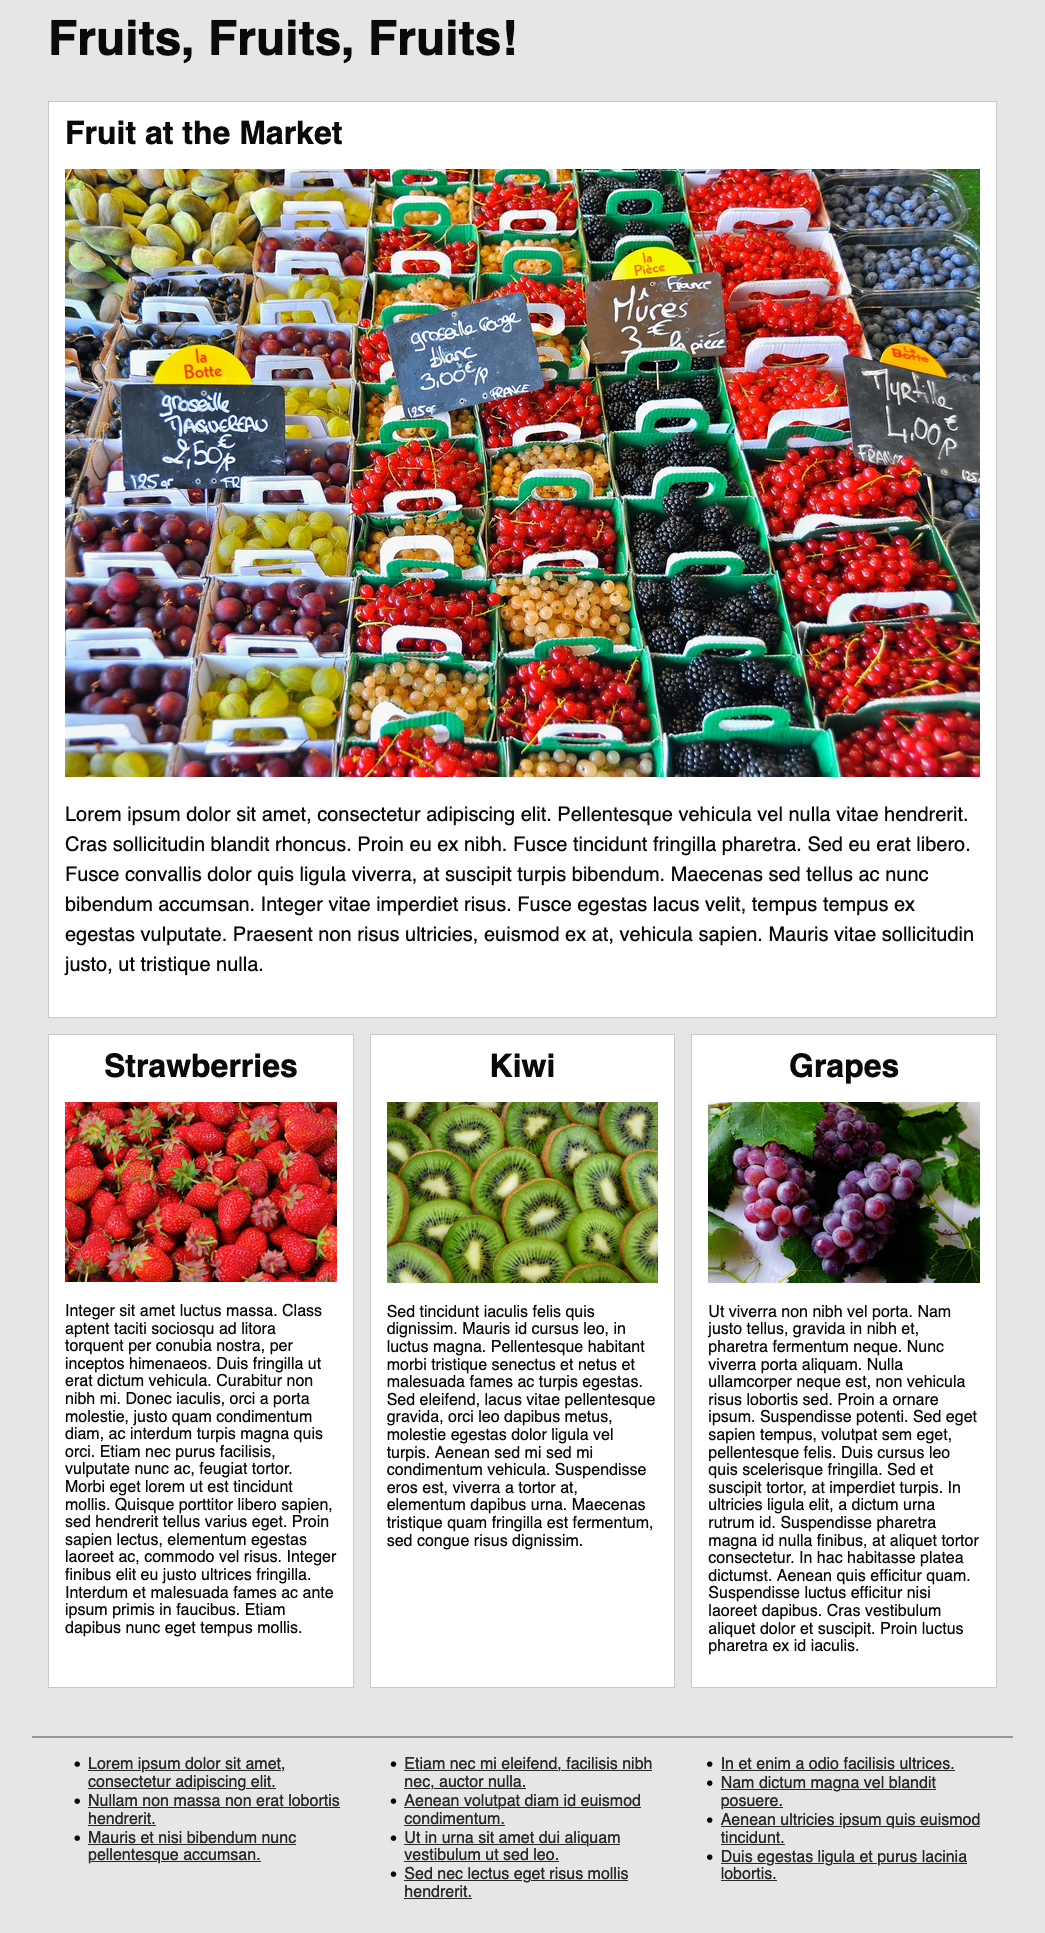 Fruits, Fruits, Fruits!
Fruit at the Market
la
Pièce
France
Mûres
3 €
la pièce
groseille rouge
blanc
3,00€/P
125gr FRANCE
la
Botte
groseille
MAQUEREAU
2,50€/P
125gr FR
La
Botte
Myrtille
4,00€/P
FRANC
125
Lorem ipsum dolor sit amet, consectetur adipiscing elit. Pellentesque vehicula vel nulla vitae hendrerit.
Cras sollicitudin blandit rhoncus. Proin eu ex nibh. Fusce tincidunt fringilla pharetra. Sed eu erat libero.
Fusce convallis dolor quis ligula viverra, at suscipit turpis bibendum. Maecenas sed tellus ac nunc
bibendum accumsan. Integer vitae imperdiet risus. Fusce egestas lacus velit, tempus tempus ex
egestas vulputate. Praesent non risus ultricies, euismod ex at, vehicula sapien. Mauris vitae sollicitudin
justo, ut tristique nulla.
Strawberries
Integer sit amet luctus massa. Class
aptent taciti sociosqu ad litora
torquent per conubia nostra, per
inceptos himenaeos. Duis fringilla ut
erat dictum vehicula. Curabitur non
nibh mi. Donec iaculis, orci a porta
molestie, justo quam condimentum
diam, ac interdum turpis magna quis
orci. Etiam nec purus facilisis,
vulputate nunc ac, feugiat tortor.
Morbi eget lorem ut est tincidunt
mollis. Quisque porttitor libero sapien,
sed hendrerit tellus varius eget. Proin
sapien lectus, elementum egestas
laoreet ac, commodo vel risus. Integer
finibus elit eu justo ultrices fringilla.
Interdum et malesuada fames ac ante
ipsum primis in faucibus. Etiam
dapibus nunc eget tempus mollis.
Kiwi
Sed tincidunt iaculis felis quis
dignissim. Mauris id cursus leo, in
luctus magna. Pellentesque habitant
morbi tristique senectus et netus et
malesuada fames ac turpis egestas.
Sed eleifend, lacus vitae pellentesque
gravida, orci leo dapibus metus,
molestie egestas dolor ligula vel
turpis. Aenean sed mi sed mi
condimentum vehicula. Suspendisse
eros est, viverra a tortor at,
elementum dapibus urna. Maecenas
tristique quam fringilla est fermentum,
sed congue risus dignissim.
Grapes
Ut viverra non nibh vel porta. Nam
justo tellus, gravida in nibh et,
pharetra fermentum neque. Nunc
viverra porta aliquam. Nulla
ullamcorper neque est, non vehicula
risus lobortis sed. Proin a ornare
ipsum. Suspendisse potenti. Sed eget
sapien tempus, volutpat sem eget,
pellentesque felis. Duis cursus leo
quis scelerisque fringilla. Sed et
suscipit tortor, at imperdiet turpis. In
ultricies ligula elit, a dictum urna
rutrum id. Suspendisse pharetra
magna id nulla finibus, at aliquet tortor
consectetur. In hac habitasse platea
dictumst. Aenean quis efficitur quam.
Suspendisse luctus efficitur nisi
laoreet dapibus. Cras vestibulum
aliquet dolor et suscipit. Proin luctus
pharetra ex id iaculis.
Lorem ipsum dolor sit amet,
consectetur adipiscing elit.
Nullam non massa non erat lobortis
hendrerit.
Mauris et nisi bibendum nunc
pellentesque accumsan.
Etiam nec mi eleifend, facilisis nibh
nec, auctor nulla.
Aenean volutpat diam id euismod
condimentum.
Ut in urna sit amet dui aliquam
vestibulum ut sed leo.
Sed nec lectus eget risus mollis
hendrerit.
In et enim a odio facilisis ultrices.
Nam dictum magna vel blandit
posuere.
Aenean ultricies ipsum quis euismod
tincidunt.
Duis egestas ligula et purus lacinia
lobortis.